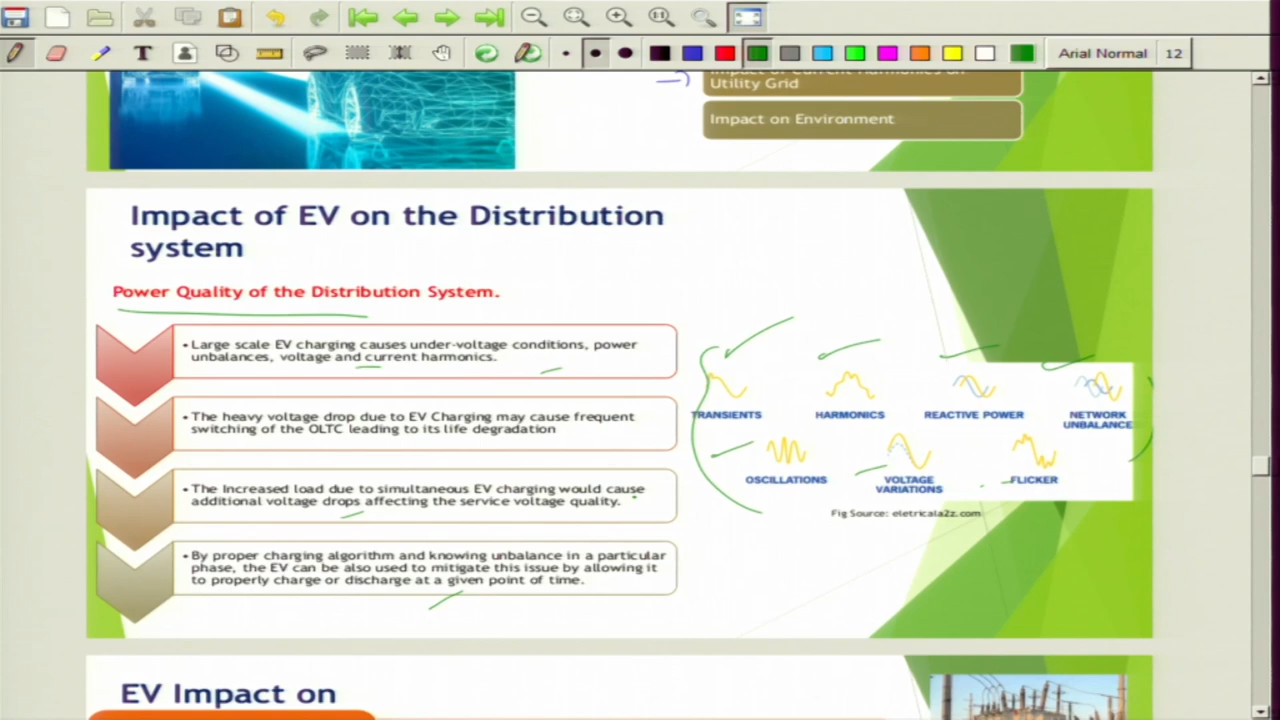 Arial Normal 12
Impact of Current Harmonics on
Utility Grid
Impact on Environment
Impact of EV on the Distribution
system
Power Quality of the Distribution System.
• Large scale EV charging causes under-voltage conditions, power
unbalances, voltage and current harmonics.
• The heavy voltage drop due to EV Charging may cause frequent
switching of the OLTC leading to its life degradation
• The Increased load due to simultaneous EV charging would cause
additional voltage drops affecting the service voltage quality.
• By proper charging algorithm and knowing unbalance in a particular
phase, the EV can be also used to mitigate this issue by allowing it
to properly charge or discharge at a given point of time.
TRANSIENTS
HARMONICS
REACTIVE POWER
NETWORK
UNBALANCE
OSCILLATIONS
VOLTAGE
VARIATIONS
FLICKER
Fig Source: eletricala2z.com
EV Impact on